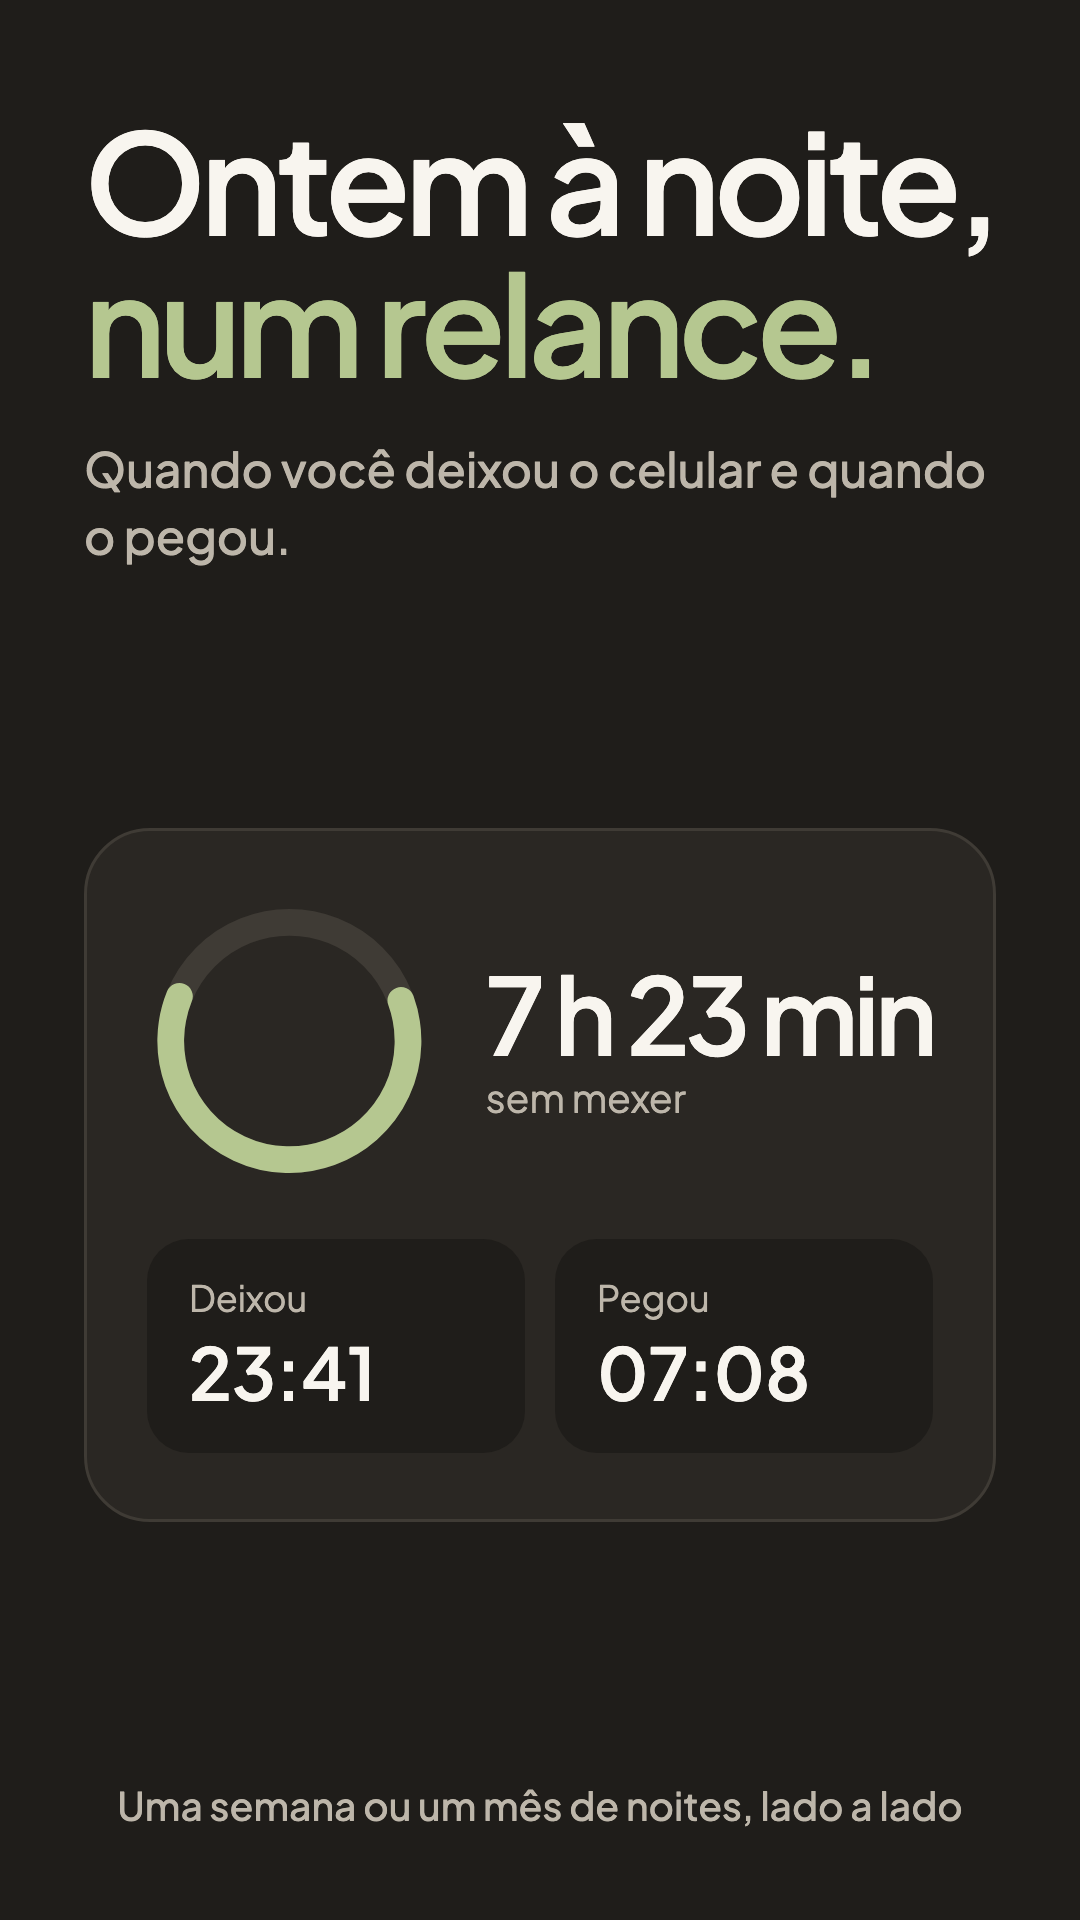 Ontem à noite,
num relance.
Quando você deixou o celular e quando
o pegou.
7 h 23 min
sem mexer
Deixou
23:41
Pegou
07:08
Uma semana ou um mês de noites, lado a lado